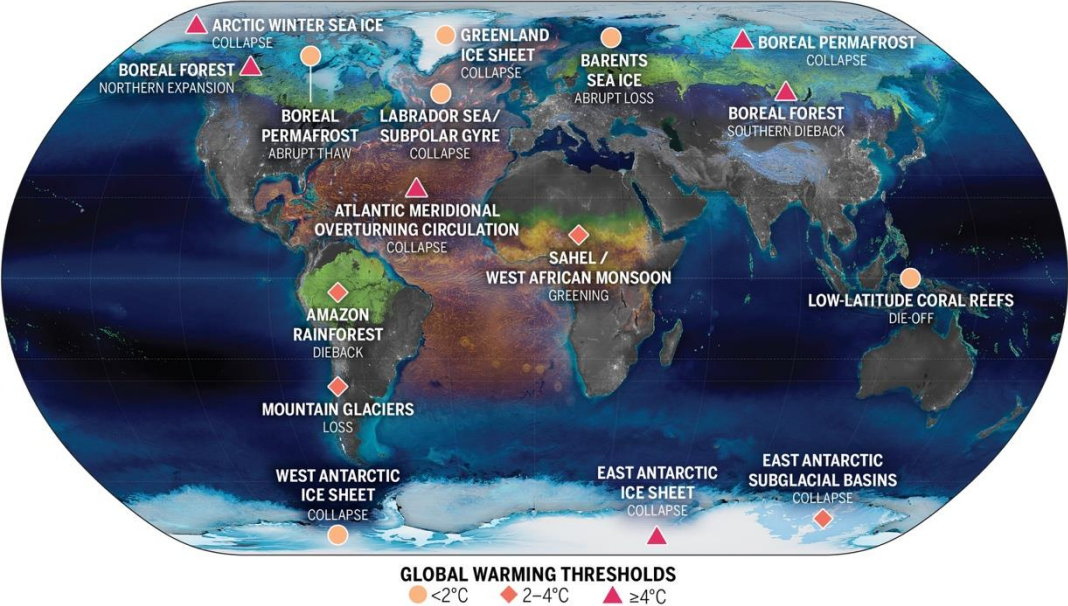 ARCTIC WINTER SEA ICE
COLLAPSE
BOREAL FOREST
NORTHERN EXPANSION
BOREAL
PERMAFROST
ABRUPT THAW
GREENLAND
ICE SHEET
COLLAPSE
LABRADOR SEA/
SUBPOLAR GYRE
COLLAPSE
BARENTS
SEA ICE
ABRUPT LOSS
BOREAL PERMAFROST
COLLAPSE
BOREAL FOREST
SOUTHERN DIEBACK
ATLANTIC MERIDIONAL
OVERTURNING CIRCULATION
COLLAPSE
SAHEL /
WEST AFRICAN MONSOON
GREENING
LOW-LATITUDE CORAL REEFS
DIE-OFF
AMAZON
RAINFOREST
DIEBACK
MOUNTAIN GLACIERS
LOSS
WEST ANTARCTIC
ICE SHEET
COLLAPSE
EAST ANTARCTIC
ICE SHEET
COLLAPSE
EAST ANTARCTIC
SUBGLACIAL BASINS
COLLAPSE
GLOBAL WARMING THRESHOLDS
<2°C 2–4°C ≥4°C